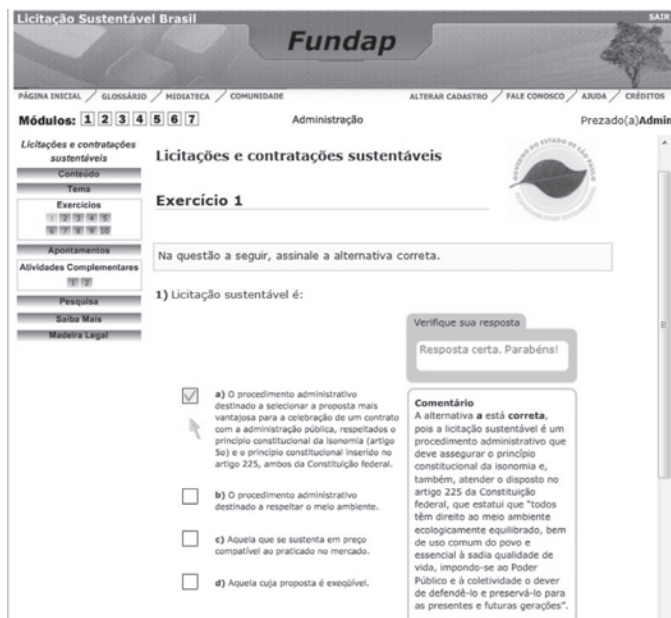 Licitação Sustentável Brasil
SAIR
Fundap
PÁGINA INICIAL / GLOSSÁRIO / MIDIATECA / COMUNIDADE
ALTERAR CADASTRO / FALE CONOSCO / AJUDA / CRÉDITOS
Módulos: 1 2 3 4 5 6 7
Administração
Prezado(a)Admin
Licitações e contratações
sustentáveis
Conteúdo
Tema
Exercícios
1 2 3 4 5
6 7 8 9 10
Apontamentos
Atividades Complementares
1 2
Pesquisa
Saiba Mais
Madeira Legal
Licitações e contratações sustentáveis
GOVERNO DO ESTADO DE SÃO PAULO
RESPONSABILIDADE SOCIOAMBIENTAL
Exercício 1
Na questão a seguir, assinale a alternativa correta.
1) Licitação sustentável é:
Verifique sua resposta
Resposta certa. Parabéns!
a) O procedimento administrativo
destinado a selecionar a proposta mais
vantajosa para a celebração de um contrato
com a administração pública, respeitados o
princípio constitucional da isonomia (artigo
5o) e o princípio constitucional inserido no
artigo 225, ambos da Constituição federal.
b) O procedimento administrativo
destinado a respeitar o meio ambiente.
c) Aquela que se sustenta em preço
compatível ao praticado no mercado.
d) Aquela cuja proposta é exeqüível.
Comentário
A alternativa a está correta,
pois a licitação sustentável é um
procedimento administrativo que
deve assegurar o princípio
constitucional da isonomia e,
também, atender o disposto no
artigo 225 da Constituição
federal, que estatui que "todos
têm direito ao meio ambiente
ecologicamente equilibrado, bem
de uso comum do povo e
essencial à sadia qualidade de
vida, impondo-se ao Poder
Público e à coletividade o dever
de defendê-lo e preservá-lo para
as presentes e futuras gerações".